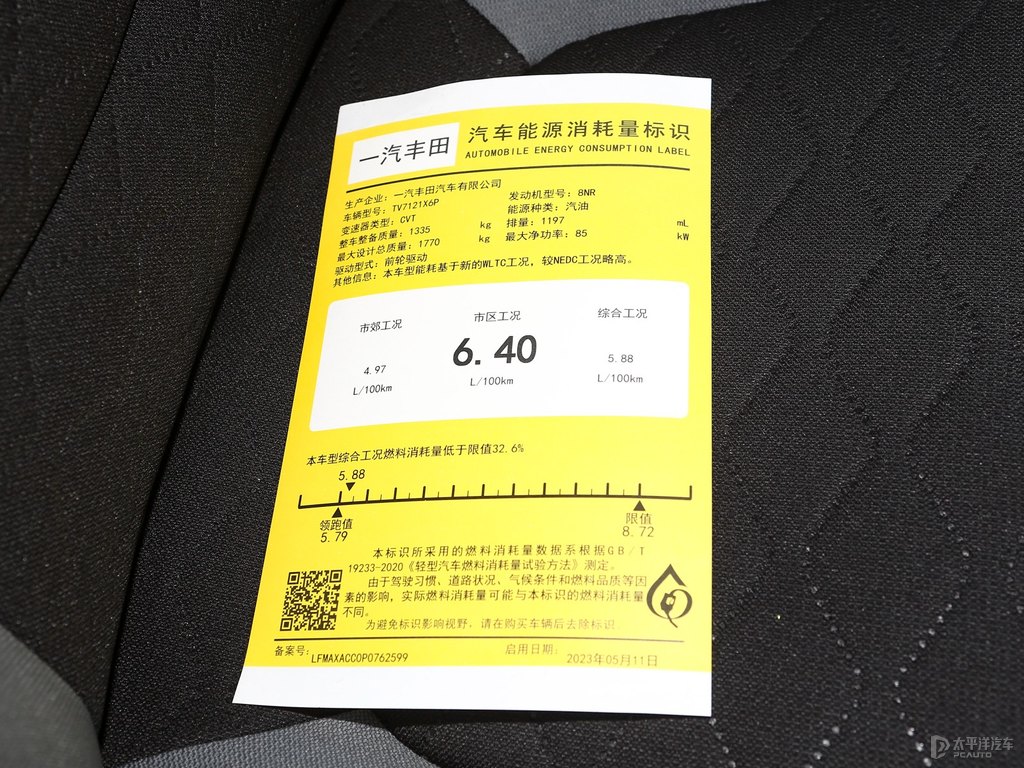 一汽丰田
汽车能源消耗量标识
AUTOMOBILE ENERGY CONSUMPTION LABEL
生产企业：一汽丰田汽车有限公司
车辆型号：TV7121X6P
变速器类型：CVT
整车整备质量：1335 kg
最大设计总质量：1770 kg
驱动型式：前轮驱动
其他信息：本车型能耗基于新的WLTC工况，较NEDC工况略高。
发动机型号：8NR
能源种类：汽油
排量：1197 mL
最大净功率：85 kW
市郊工况
4.97
L/100km
市区工况
6.40
L/100km
综合工况
5.88
L/100km
本车型综合工况燃料消耗量低于限值32.6%
5.88
领跑值
5.79
限值
8.72
本标识所采用的燃料消耗量数据系根据GB/T
19233-2020《轻型汽车燃料消耗量试验方法》测定。
由于驾驶习惯、道路状况、气候条件和燃料品质等因
素的影响，实际燃料消耗量可能与本标识的燃料消耗量
不同。
为避免标识影响视野，请在购买车辆后去除标识。
备案号：LFMAXACC0P0762599
启用日期：2023年05月11日
太平洋汽车
PCAUTO